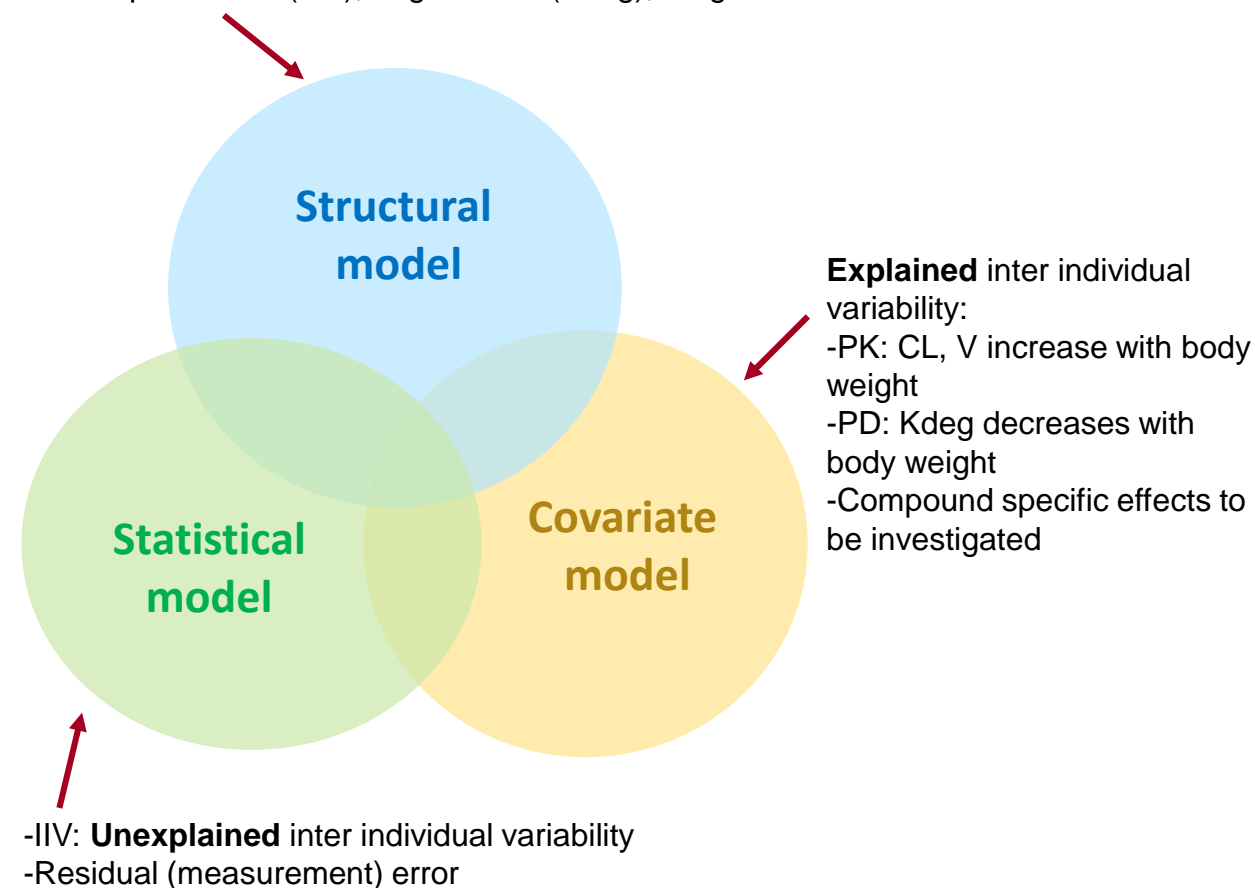 Structural
model
Explained inter individual
variability:
-PK: CL, V increase with body
weight
-PD: Kdeg decreases with
body weight
-Compound specific effects to
be investigated
Statistical
model
Covariate
model
-IIV: Unexplained inter individual variability
-Residual (measurement) error